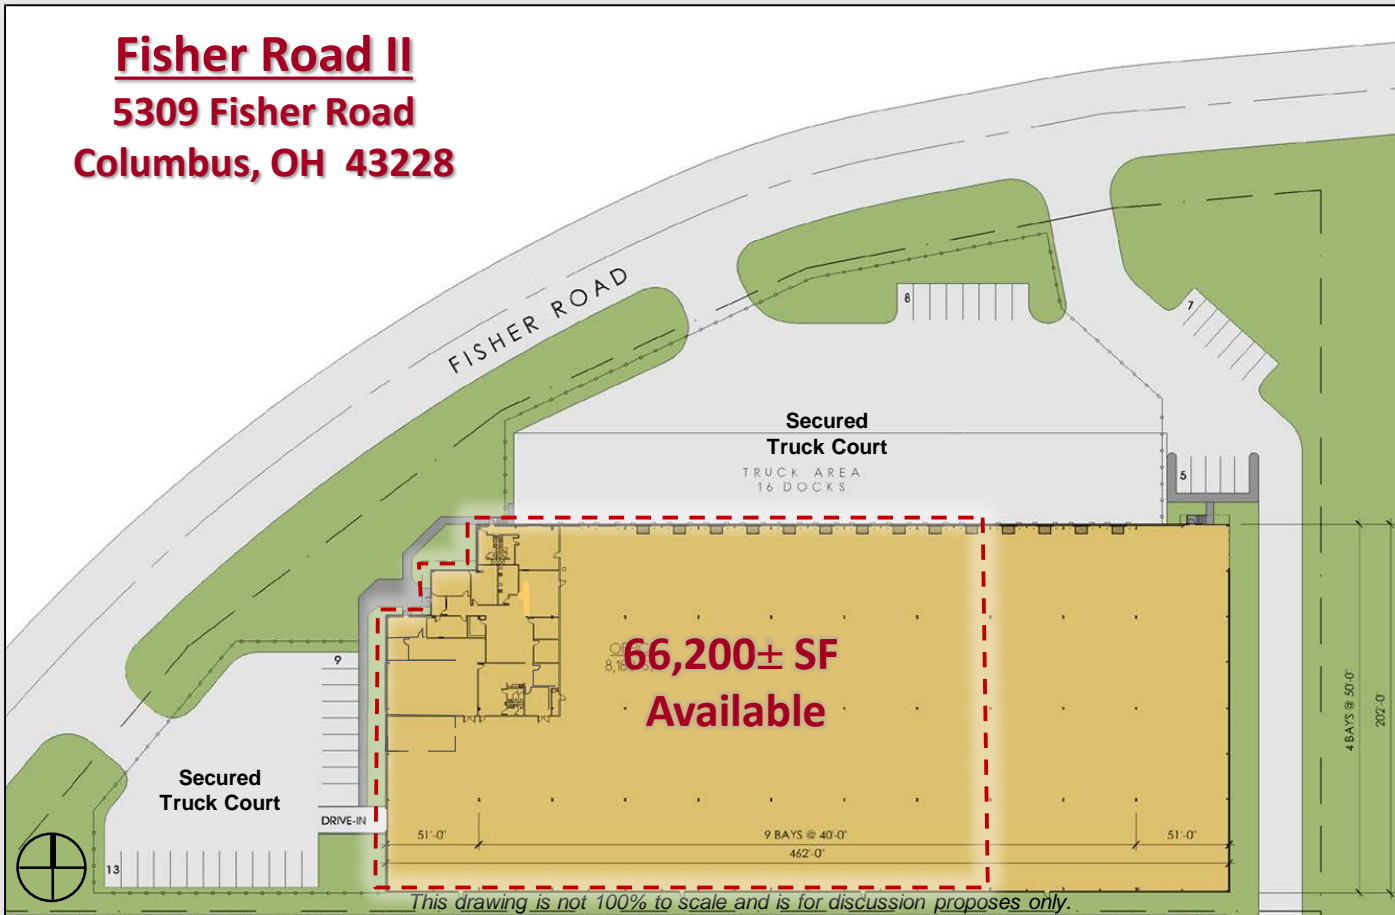 Fisher Road II
5309 Fisher Road
Columbus, OH  43228
FISHER ROAD
8
7
Secured
Truck Court
TRUCK AREA
16 DOCKS
5
9
66,200± SF
Available
4 BAYS @ 50'-0"
202'-0
Secured
Truck Court
DRIVE-IN
51'-0"
9 BAYS @ 40'-0"
51'-0"
462'-0"
13
This drawing is not 100% to scale and is for discussion proposes only.